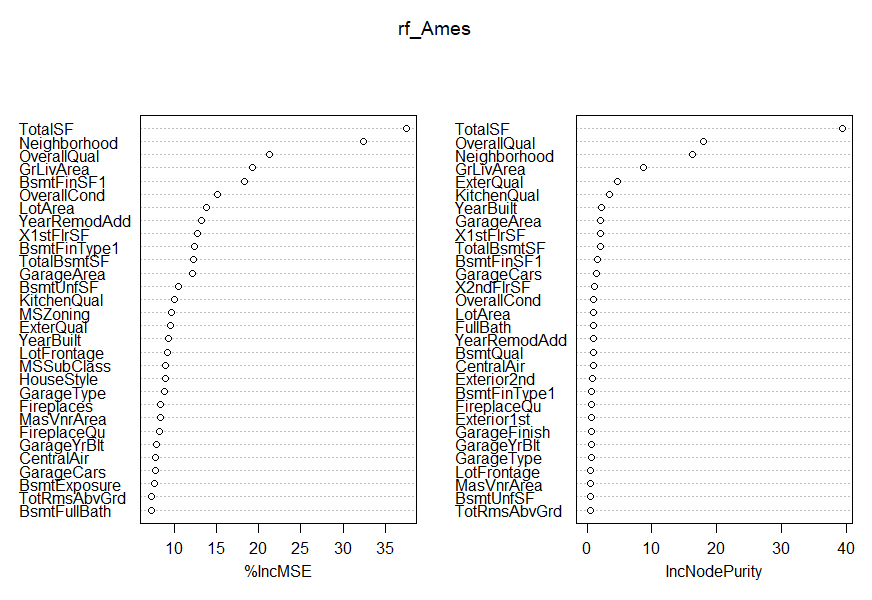 rf_Ames
TotalSF
Neighborhood
OverallQual
GrLivArea
BsmtFinSF1
OverallCond
LotArea
YearRemodAdd
X1stFlrSF
BsmtFinType1
TotalBsmtSF
GarageArea
BsmtUnfSF
KitchenQual
MSZoning
ExterQual
YearBuilt
LotFrontage
MSSubClass
HouseStyle
GarageType
Fireplaces
MasVnrArea
FireplaceQu
GarageYrBlt
CentralAir
GarageCars
BsmtExposure
TotRmsAbvGrd
BsmtFullBath
10 15 20 25 30 35
%IncMSE
TotalSF
OverallQual
Neighborhood
GrLivArea
ExterQual
KitchenQual
YearBuilt
GarageArea
X1stFlrSF
TotalBsmtSF
BsmtFinSF1
GarageCars
X2ndFlrSF
OverallCond
LotArea
FullBath
YearRemodAdd
BsmtQual
CentralAir
Exterior2nd
BsmtFinType1
FireplaceQu
Exterior1st
GarageFinish
GarageYrBlt
GarageType
LotFrontage
MasVnrArea
BsmtUnfSF
TotRmsAbvGrd
0 10 20 30 40
IncNodePurity